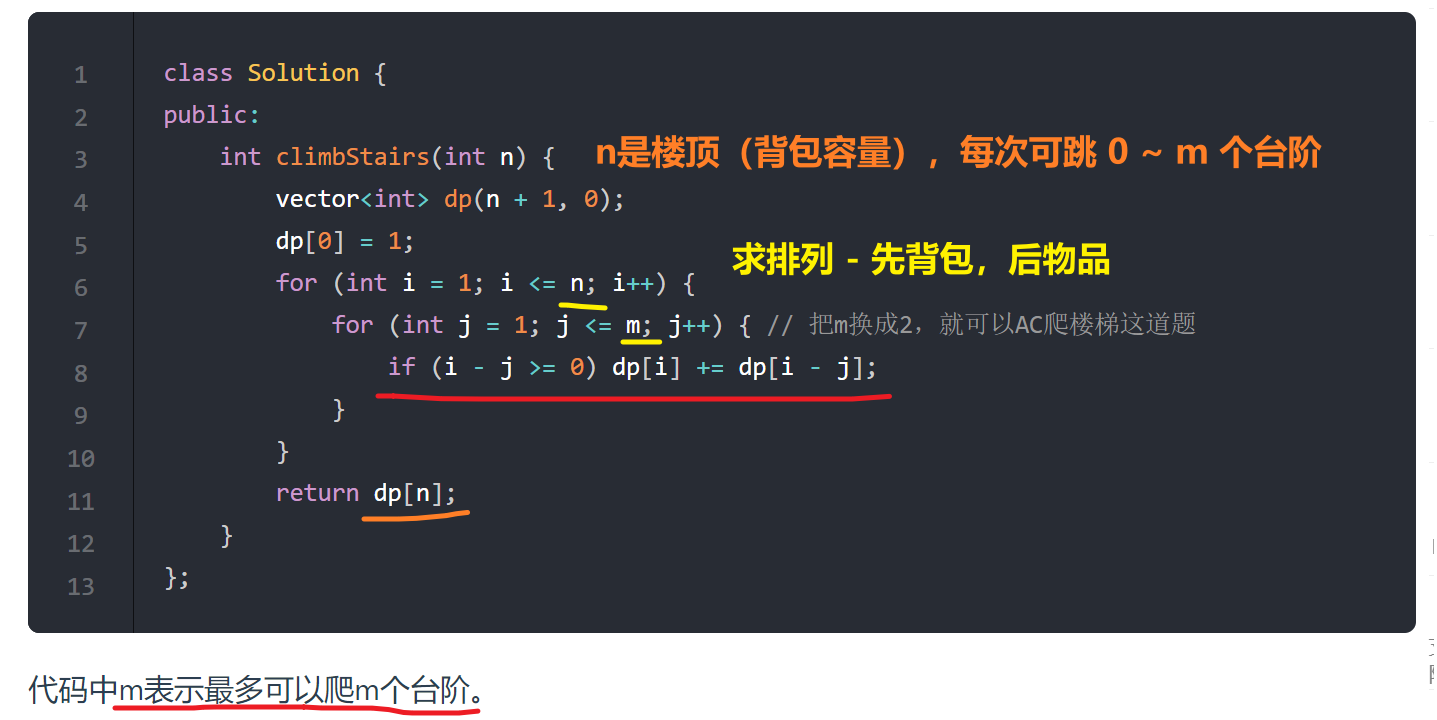 1 class Solution {
2 public:
3 int climbStairs(int n) { n是楼顶（背包容量），每次可跳 0 ~ m 个台阶
4 vector<int> dp(n + 1, 0);
5 dp[0] = 1;
求排列 - 先背包，后物品
6 for (int i = 1; i <= n; i++) {
7 for (int j = 1; j <= m; j++) { // 把m换成2，就可以AC爬楼梯这道题
8 if (i - j >= 0) dp[i] += dp[i - j];
9 }
10 }
11 return dp[n];
12 }
13 };
代码中m表示最多可以爬m个台阶。